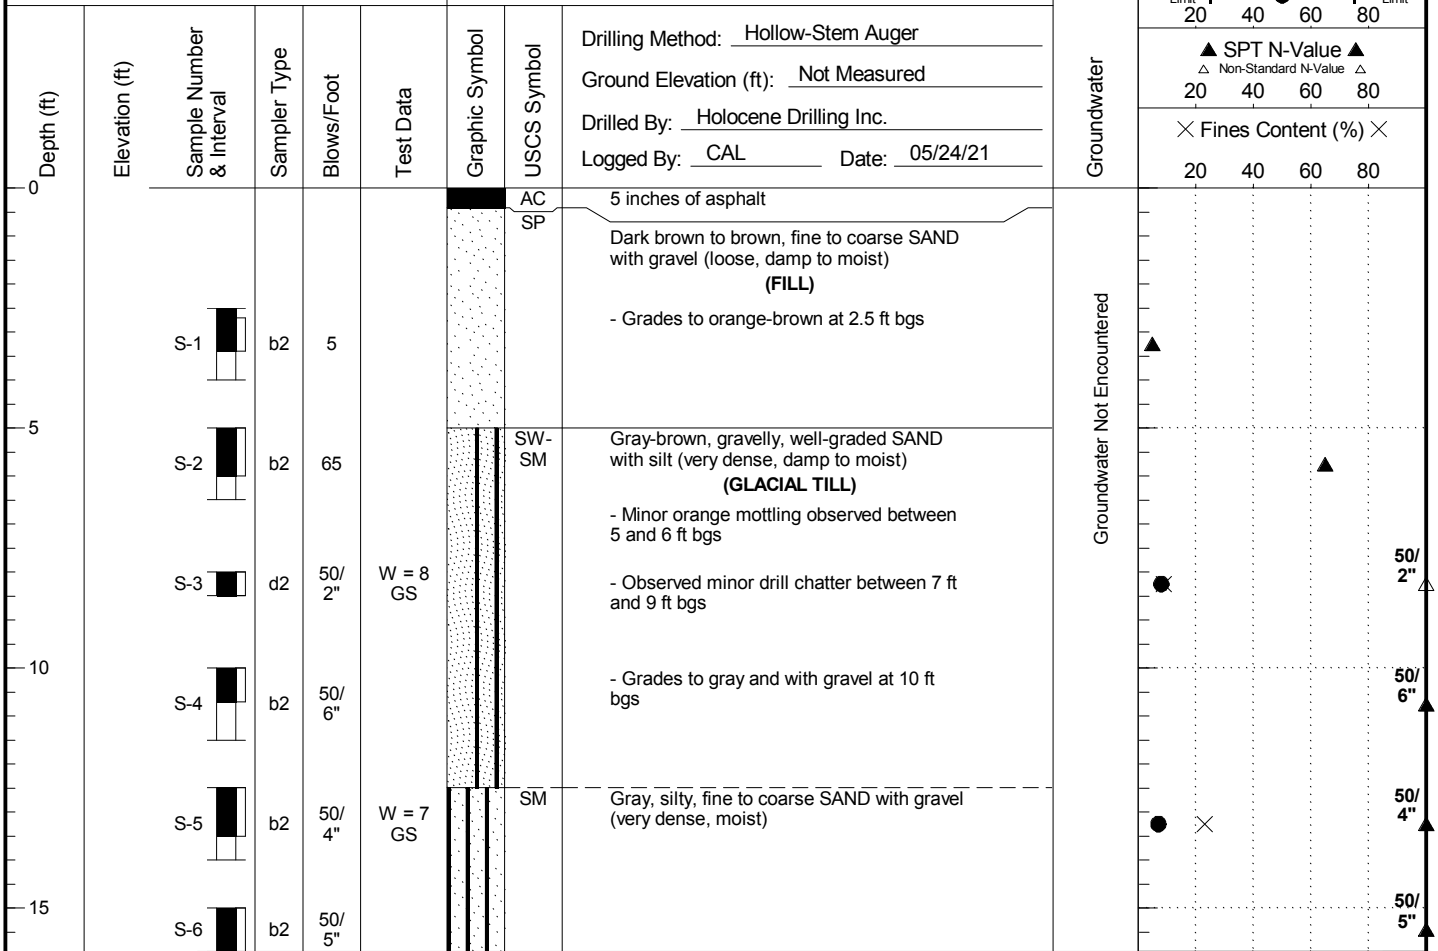 Limit
Limit
20 40 60 80
▲ SPT N-Value ▲
△ Non-Standard N-Value △
20 40 60 80
× Fines Content (%) ×
20 40 60 80
Depth (ft)
Elevation (ft)
Sample Number
& Interval
Sampler Type
Blows/Foot
Test Data
Graphic Symbol
USCS Symbol
Drilling Method: Hollow-Stem Auger
Ground Elevation (ft): Not Measured
Drilled By: Holocene Drilling Inc.
Logged By: CAL Date: 05/24/21
Groundwater
0
AC
5 inches of asphalt
SP
Dark brown to brown, fine to coarse SAND
with gravel (loose, damp to moist)
(FILL)
- Grades to orange-brown at 2.5 ft bgs
S-1 b2 5
Groundwater Not Encountered
5
SW-
SM
Gray-brown, gravelly, well-graded SAND
with silt (very dense, damp to moist)
(GLACIAL TILL)
S-2 b2 65
- Minor orange mottling observed between
5 and 6 ft bgs
S-3 d2 50/
2"
W = 8
GS
- Observed minor drill chatter between 7 ft
and 9 ft bgs
50/
2"
10
S-4 b2 50/
6"
- Grades to gray and with gravel at 10 ft
bgs
50/
6"
SM
Gray, silty, fine to coarse SAND with gravel
(very dense, moist)
S-5 b2 50/
4"
W = 7
GS
50/
4"
15
S-6 b2 50/
5"
50/
5"